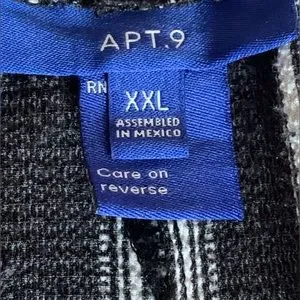 APT.9
RN
XXL
ASSEMBLED
IN MEXICO
Care on
reverse